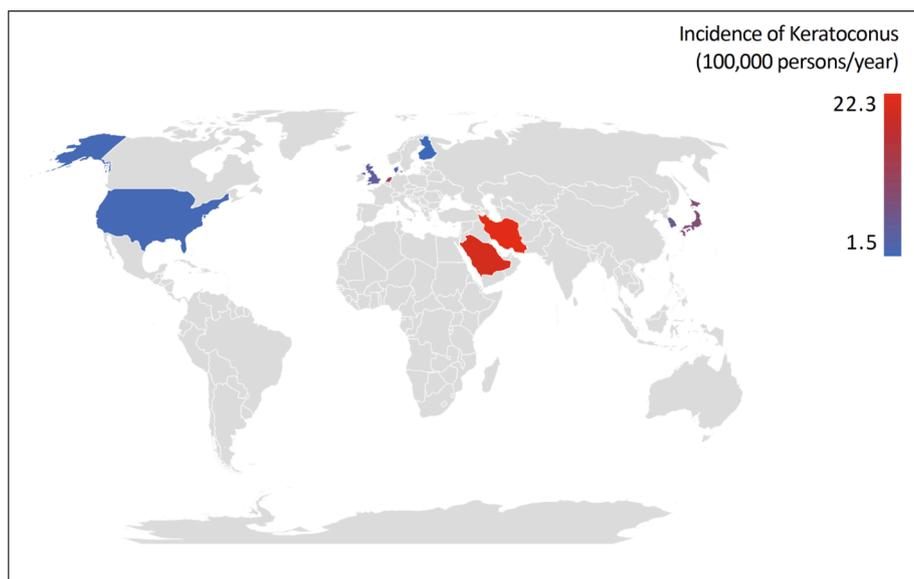 Incidence of Keratoconus
(100,000 persons/year)
22.3
1.5